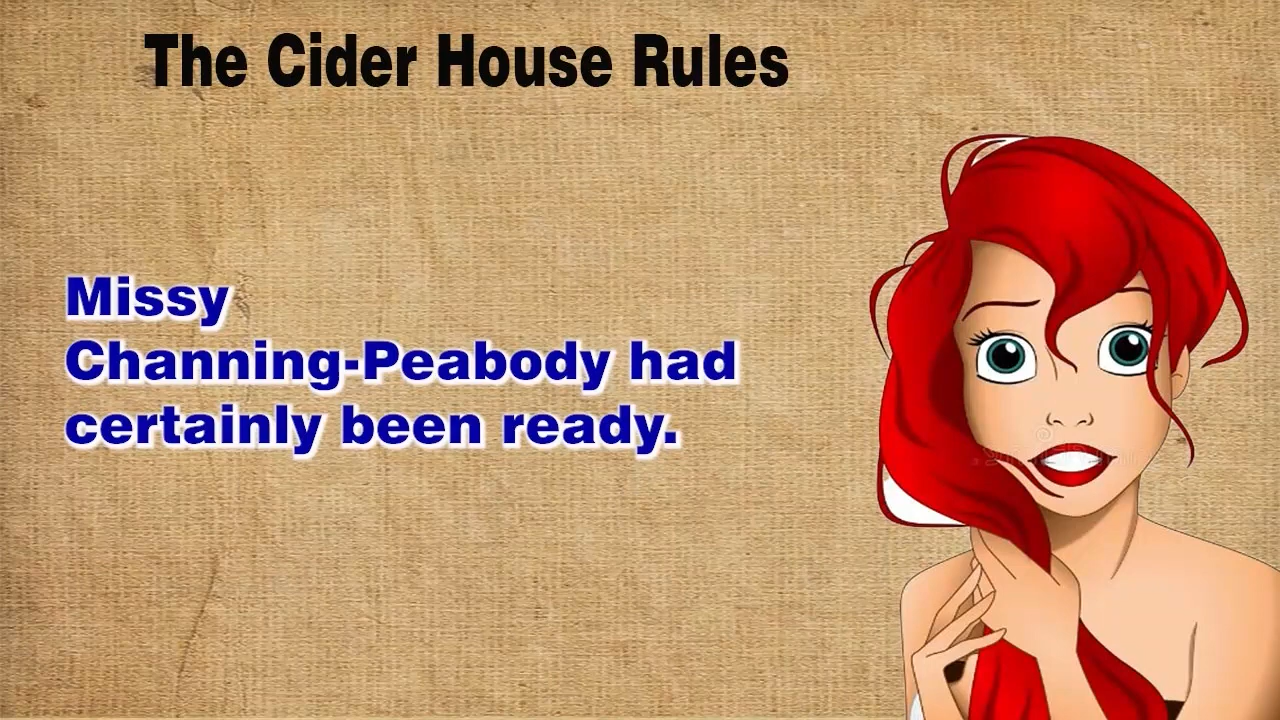 The Cider House Rules
Missy
Channing-Peabody had
certainly been ready.